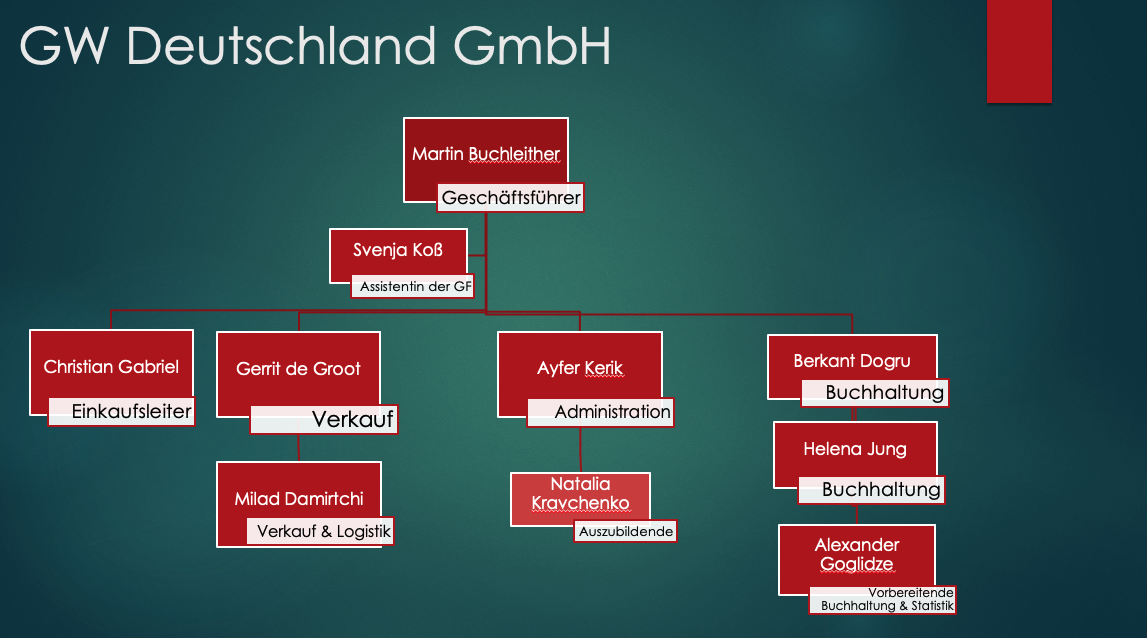 GW Deutschland GmbH
Martin Buchleither
Geschäftsführer
Svenja Koß
Assistentin der GF
Christian Gabriel
Einkaufsleiter
Gerrit de Groot
Verkauf
Ayfer Kerik
Administration
Berkant Dogru
Buchhaltung
Helena Jung
Buchhaltung
Milad Damirtchi
Verkauf & Logistik
Natalia
Kravchenko
Auszubildende
Alexander
Goglidze
Vorbereitende
Buchhaltung & Statistik